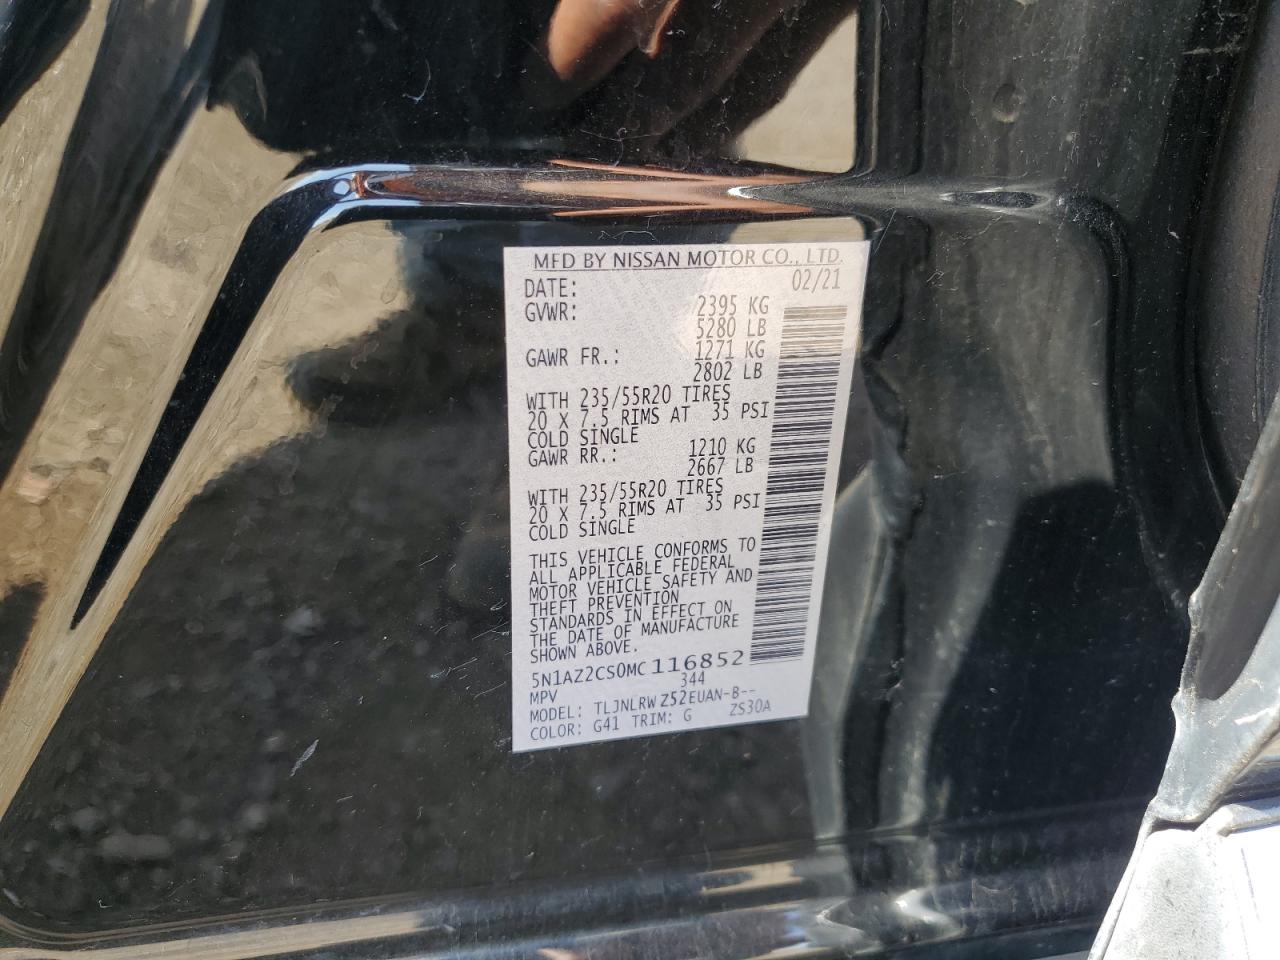 MFD BY NISSAN MOTOR CO., LTD.
DATE: 02/21
GVWR: 2395 KG
5280 LB
GAWR FR.: 1271 KG
2802 LB
WITH 235/55R20 TIRES
20 X 7.5 RIMS AT 35 PSI
COLD SINGLE
GAWR RR.: 1210 KG
2667 LB
WITH 235/55R20 TIRES
20 X 7.5 RIMS AT 35 PSI
COLD SINGLE
THIS VEHICLE CONFORMS TO
ALL APPLICABLE FEDERAL
MOTOR VEHICLE SAFETY AND
THEFT PREVENTION
STANDARDS IN EFFECT ON
THE DATE OF MANUFACTURE
SHOWN ABOVE.
5N1AZ2CS0MC116852
MPV 344
MODEL: TLJNLRWZ52EUAN-B--
COLOR: G41 TRIM: G ZS30A